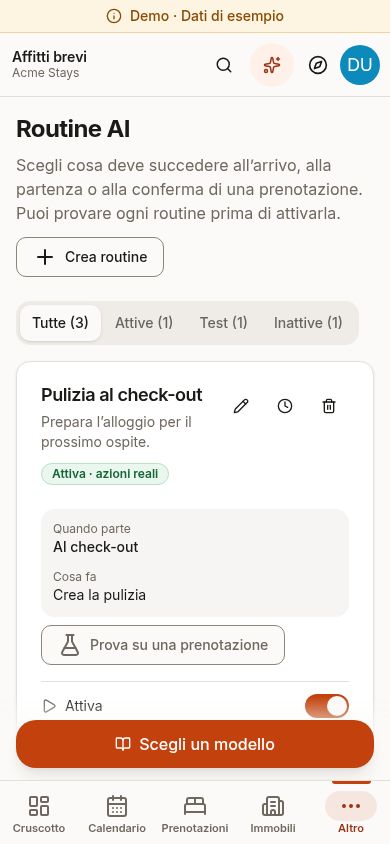 Demo · Dati di esempio
Affitti brevi
Acme Stays
DU
Routine AI
Scegli cosa deve succedere all’arrivo, alla
partenza o alla conferma di una prenotazione.
Puoi provare ogni routine prima di attivarla.
Crea routine
Tutte (3) Attive (1) Test (1) Inattive (1)
Pulizia al check-out
Prepara l’alloggio per il
prossimo ospite.
Attiva · azioni reali
Quando parte
Al check-out
Cosa fa
Crea la pulizia
Prova su una prenotazione
Attiva
Scegli un modello
Cruscotto Calendario Prenotazioni Immobili Altro